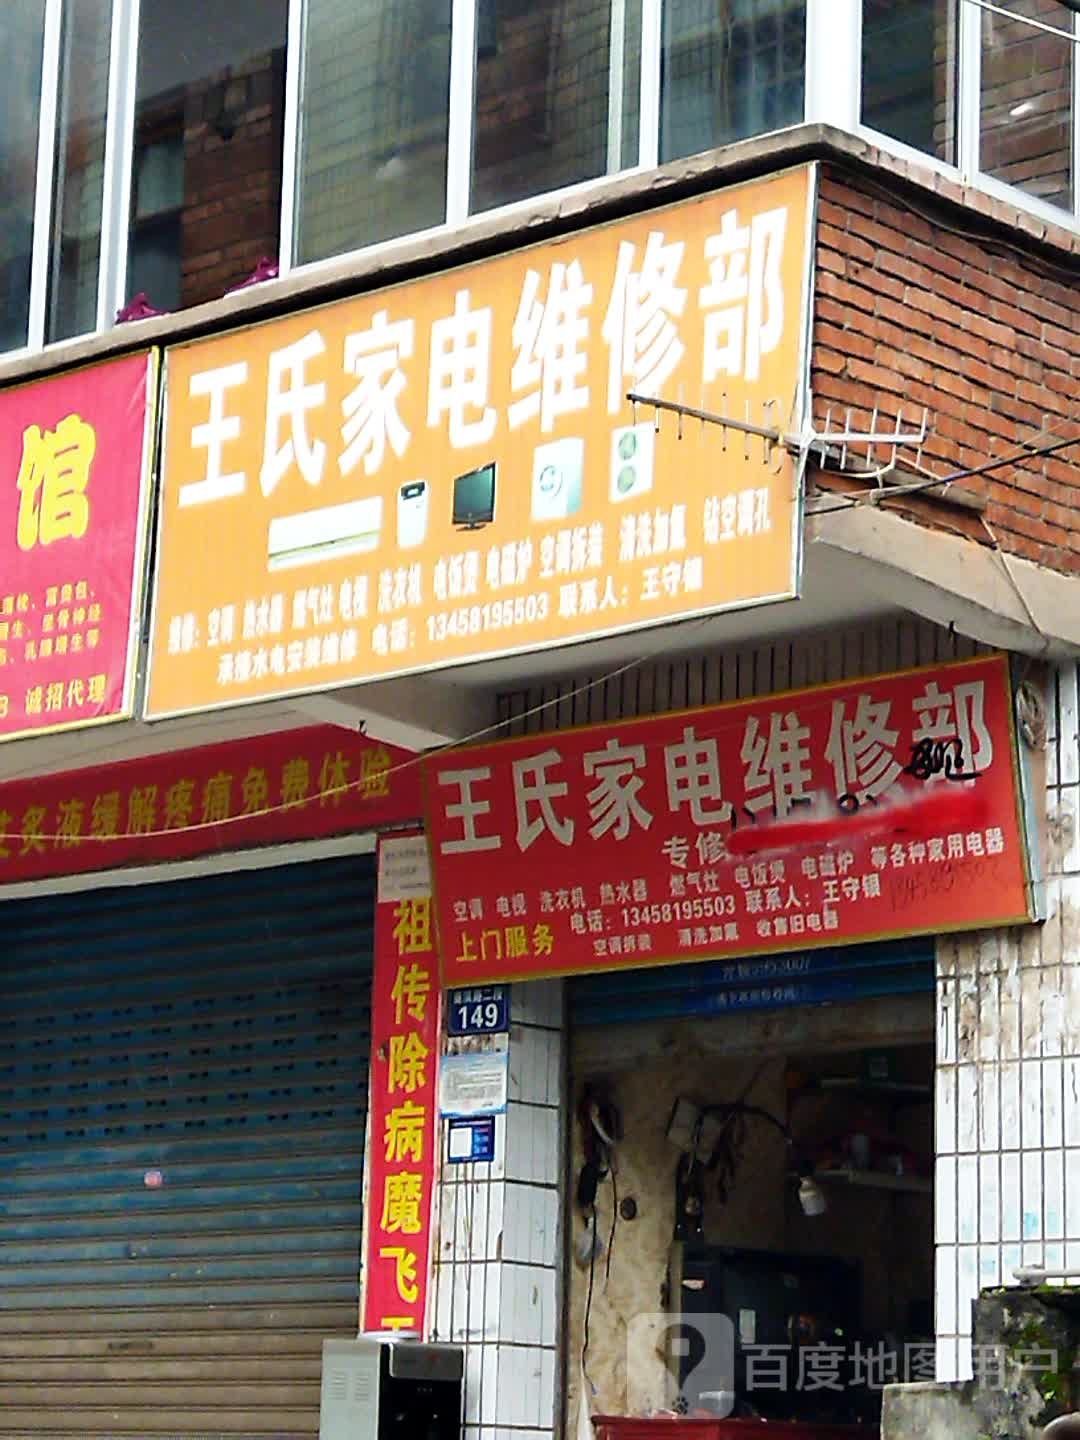 王氏家电维修部
维修：空调 热水器 燃气灶 电视 洗衣机 电饭煲 电磁炉 空调拆装 清洗加氟 钻空调孔
承接水电安装维修 电话：13458195503 联系人：王守银
馆
诚招代理
炙液缓解疼痛免费体验
王氏家电维修部
专修
空调 电视 洗衣机 热水器 燃气灶 电饭煲 电磁炉 等各种家用电器
电话：13458195503 联系人：王守银
上门服务 空调拆装 清洗加氟 收售旧电器
祖传除病魔飞
149
百度地图用户